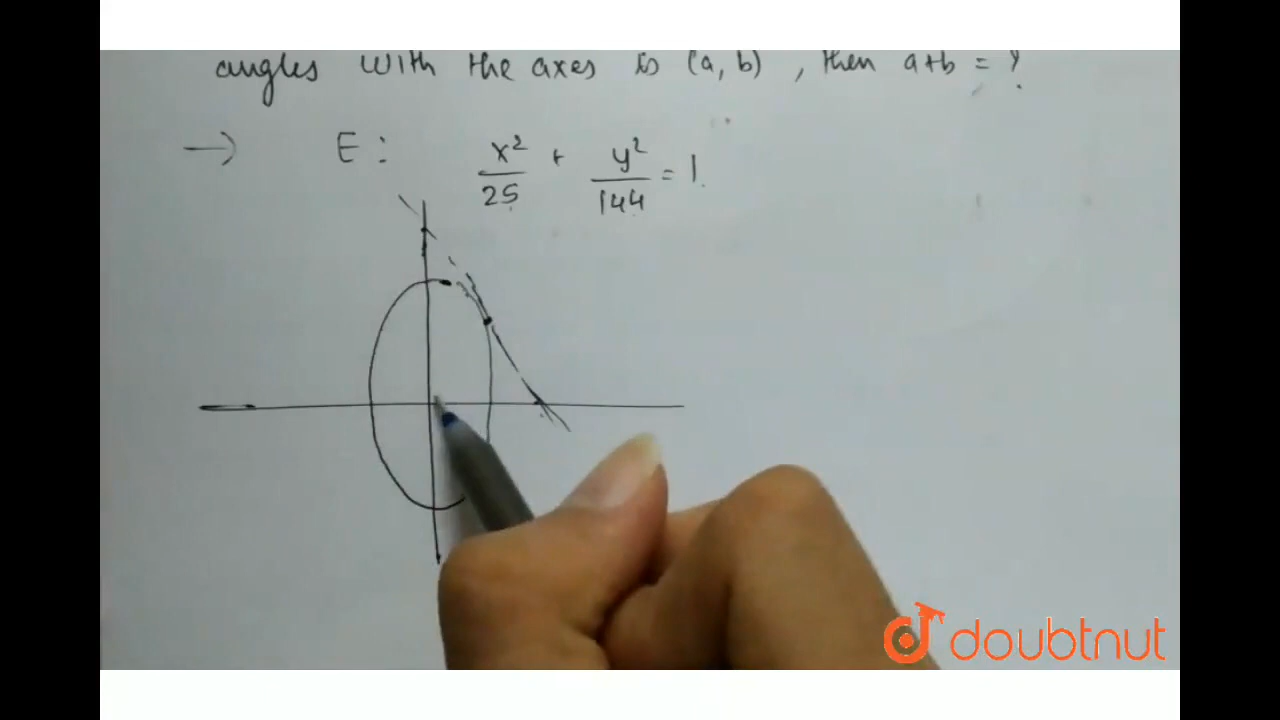 angles with the axes is (a, b), then a+b = ?
→ E: x²/25 + y²/144 = 1.
doubtnut